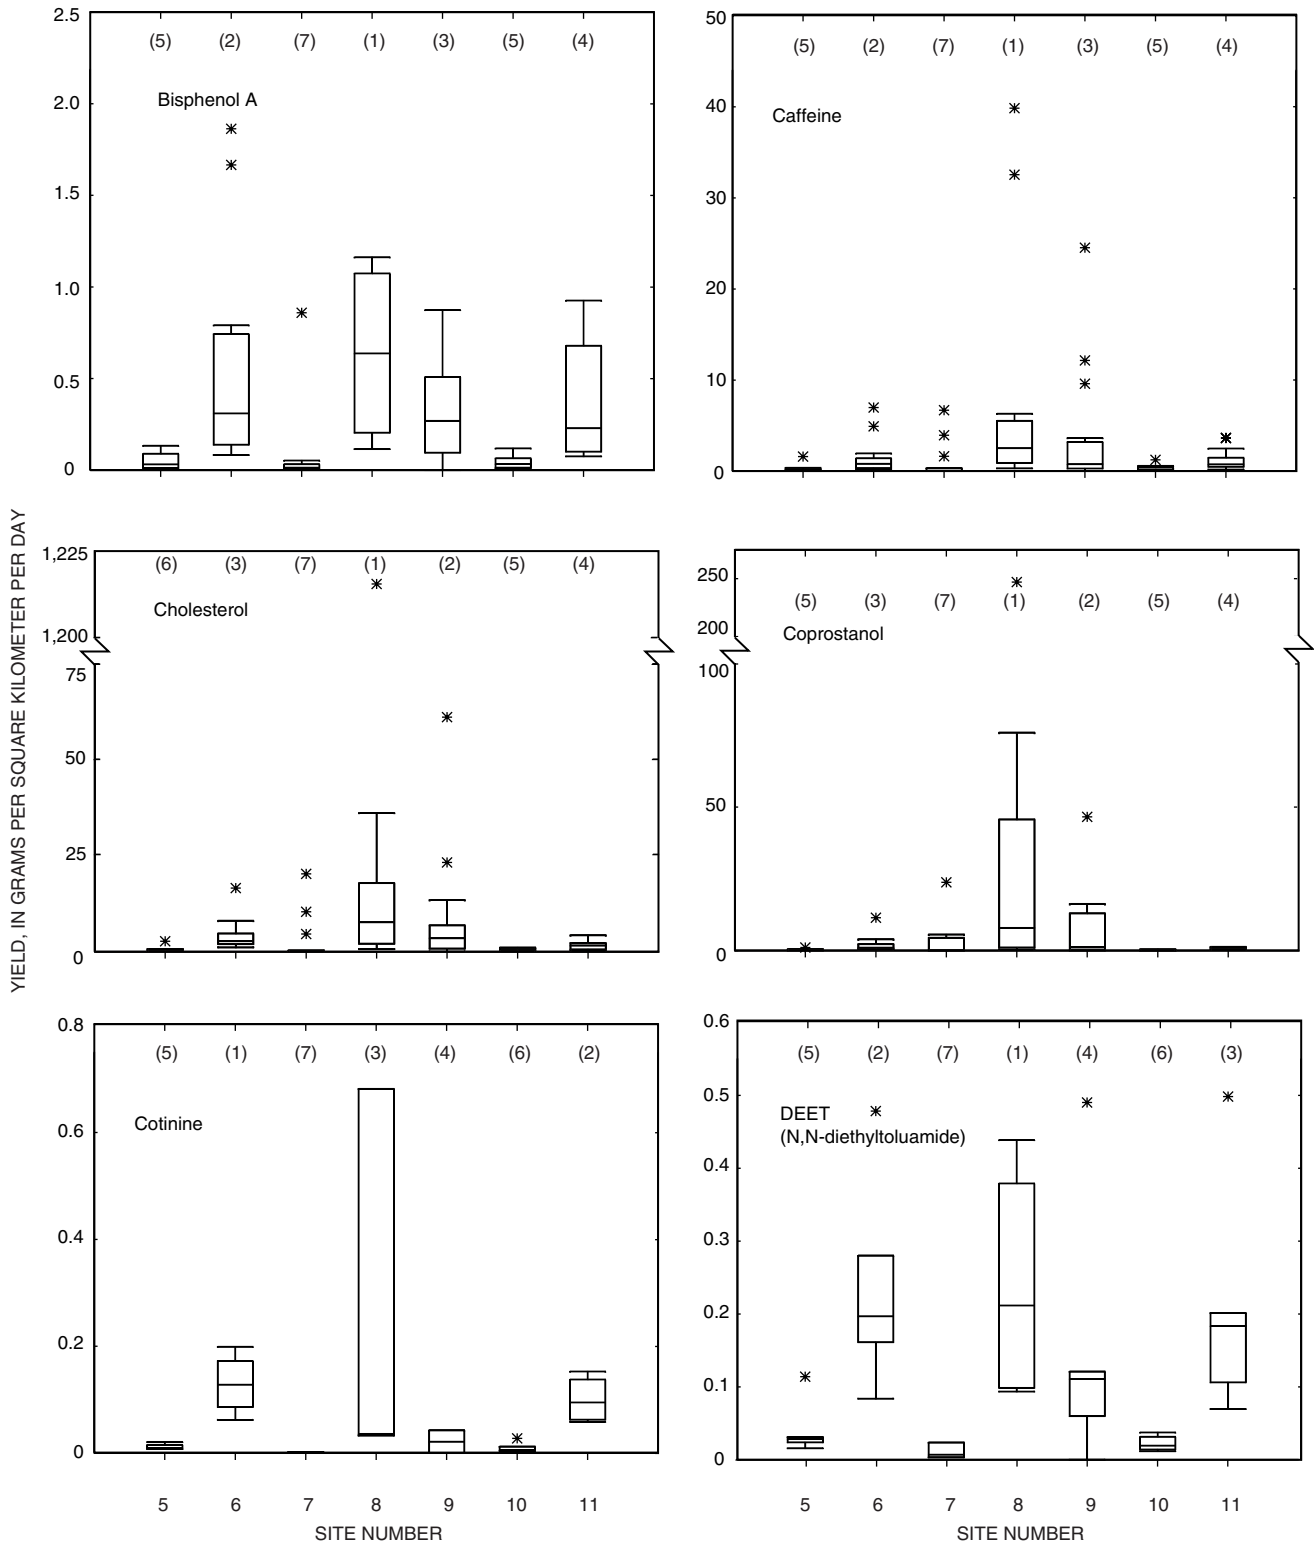 YIELD, IN GRAMS PER SQUARE KILOMETER PER DAY
2.5
(5) (2) (7) (1) (3) (5) (4)
Bisphenol A
2.0
1.5
1.0
0.5
0
50
(5) (2) (7) (1) (3) (5) (4)
Caffeine
40
30
20
10
0
1,225
(6) (3) (7) (1) (2) (5) (4)
Cholesterol
1,200
75
50
25
0
250
(5) (3) (7) (1) (2) (5) (4)
200
Coprostanol
100
50
0
0.8
(5) (1) (7) (3) (4) (6) (2)
Cotinine
0.6
0.4
0.2
0
5 6 7 8 9 10 11
SITE NUMBER
0.6
(5) (2) (7) (1) (4) (6) (3)
0.5
DEET
(N,N-diethyltoluamide)
0.4
0.3
0.2
0.1
0
5 6 7 8 9 10 11
SITE NUMBER